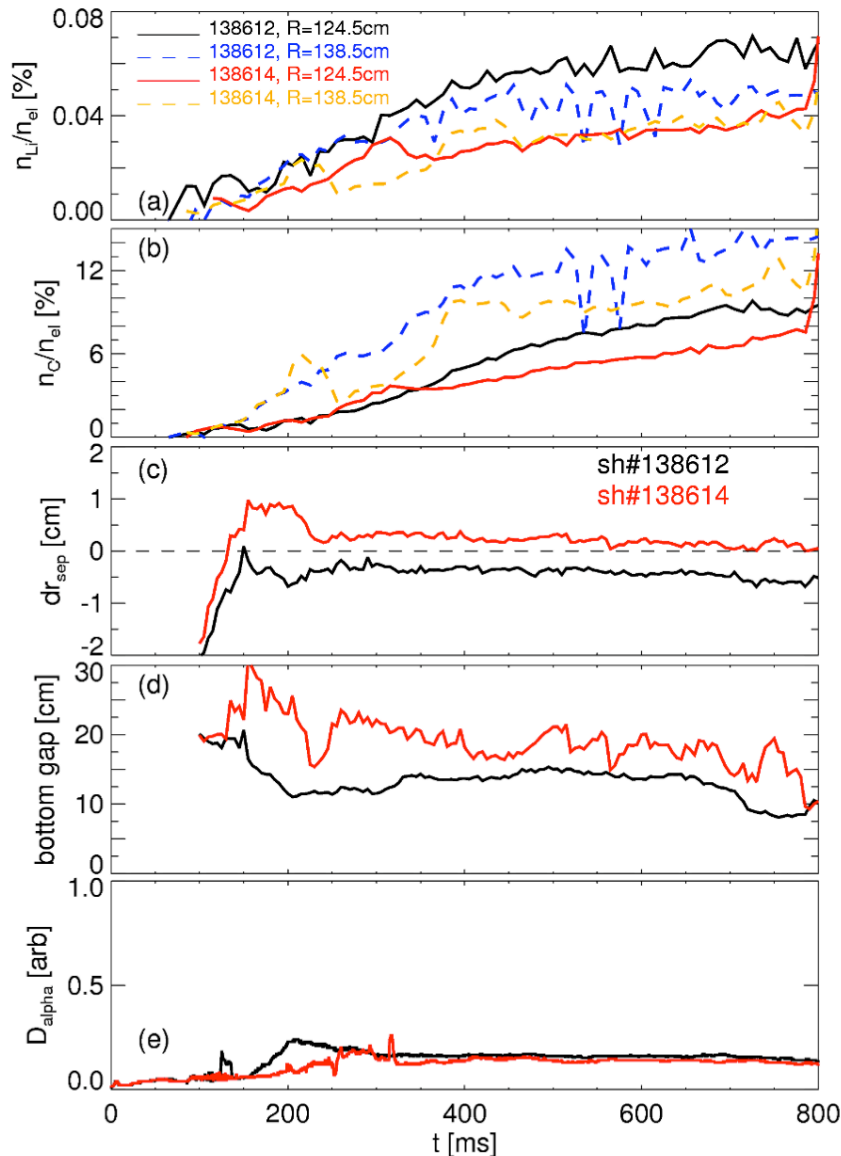 0.08
138612, R=124.5cm
138612, R=138.5cm
138614, R=124.5cm
138614, R=138.5cm
n_Li/n_el [%]
0.04
0.00
(a)
(b)
12
n_C/n_el [%]
6
0
2
(c)
sh#138612
sh#138614
1
dr_sep [cm]
0
-1
-2
30
(d)
bottom gap [cm]
20
10
0
1.0
D_alpha [arb]
0.5
(e)
0.0
0 200 400 600 800
t [ms]